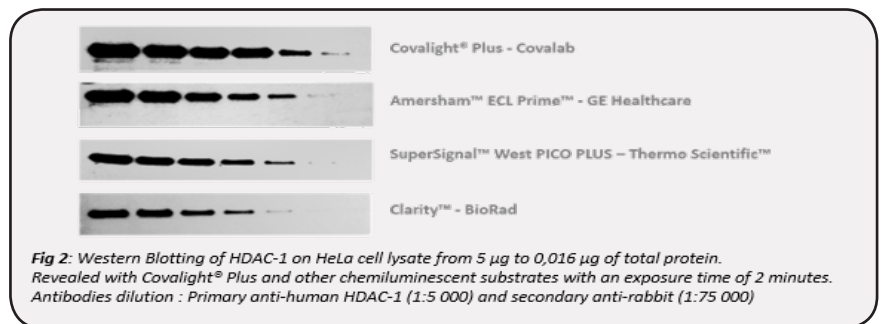 Covalight® Plus - Covalab
Amersham™ ECL Prime™ - GE Healthcare
SuperSignal™ West PICO PLUS – Thermo Scientific™
Clarity™ - BioRad
Fig 2: Western Blotting of HDAC-1 on HeLa cell lysate from 5 µg to 0,016 µg of total protein.
Revealed with Covalight® Plus and other chemiluminescent substrates with an exposure time of 2 minutes.
Antibodies dilution : Primary anti-human HDAC-1 (1:5 000) and secondary anti-rabbit (1:75 000)